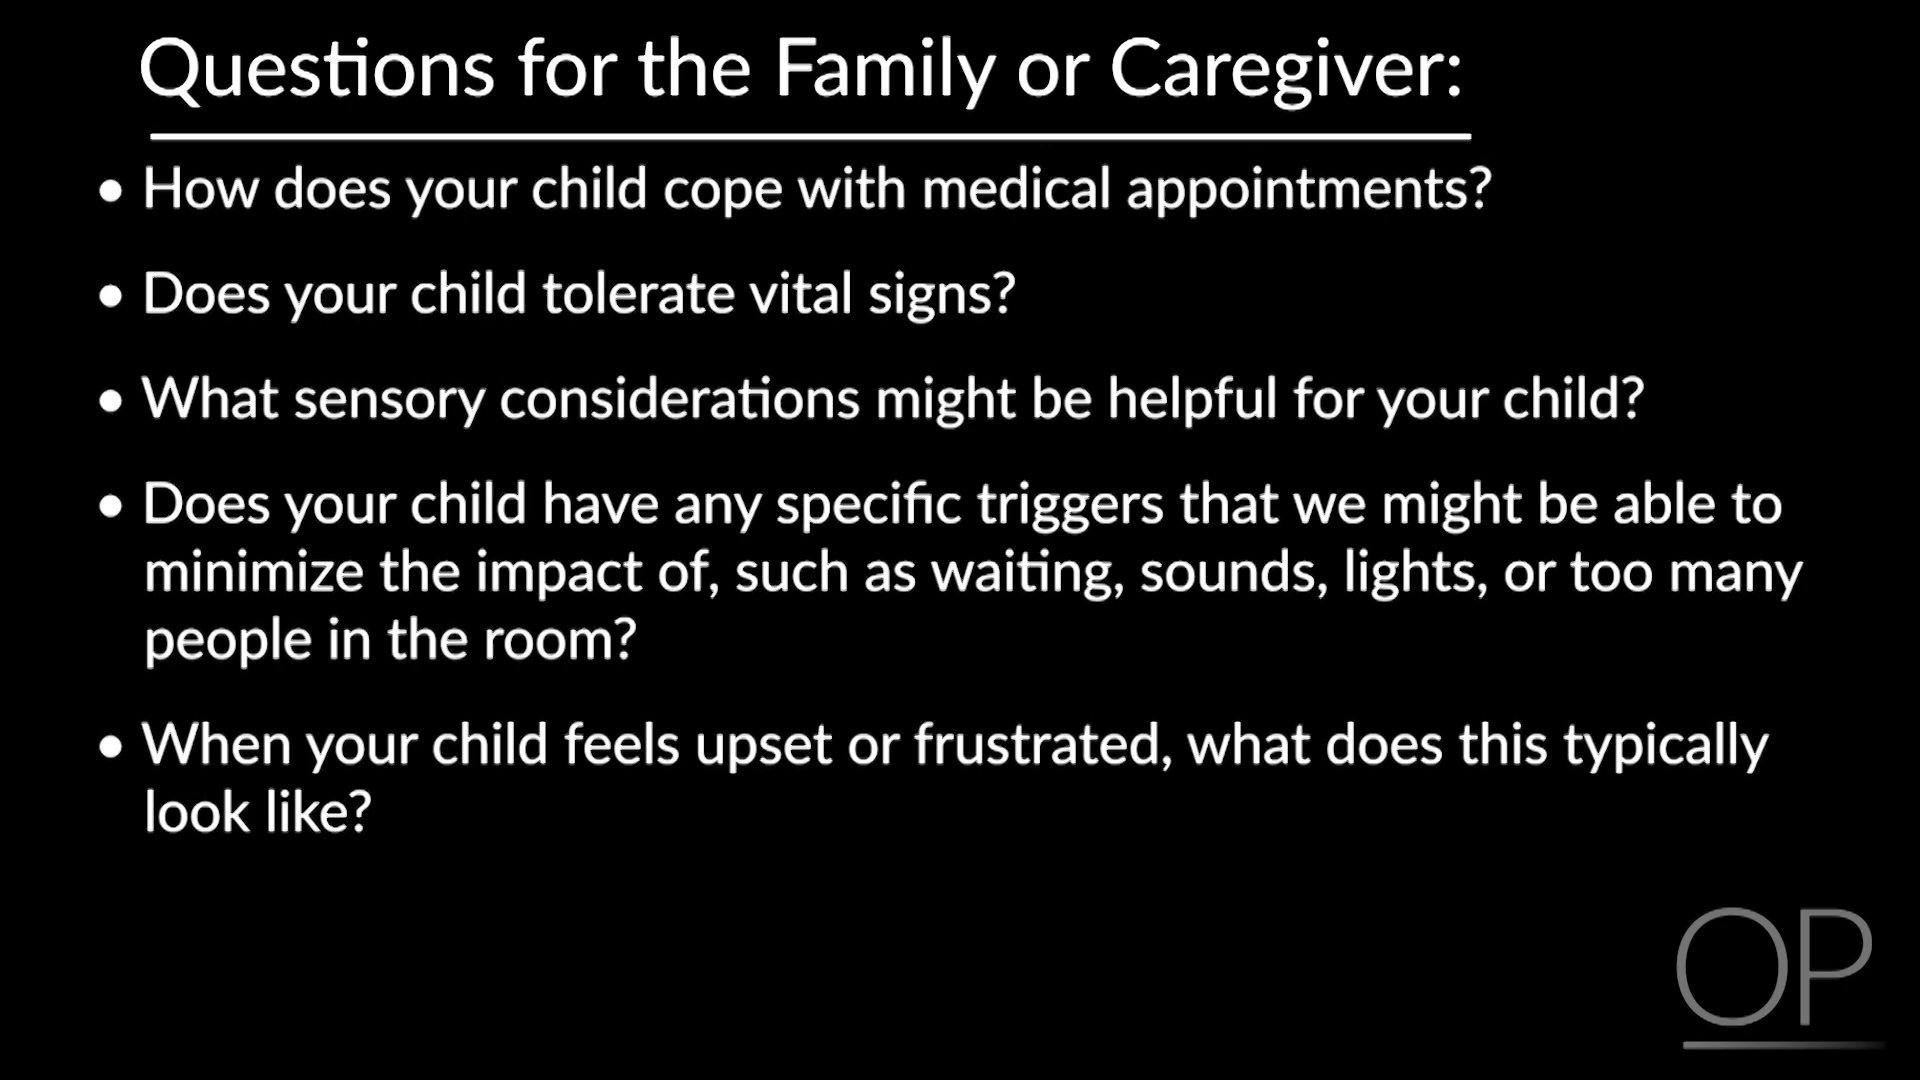 Questions for the Family or Caregiver:
• How does your child cope with medical appointments?
• Does your child tolerate vital signs?
• What sensory considerations might be helpful for your child?
• Does your child have any specific triggers that we might be able to
minimize the impact of, such as waiting, sounds, lights, or too many
people in the room?
• When your child feels upset or frustrated, what does this typically
look like?
OP